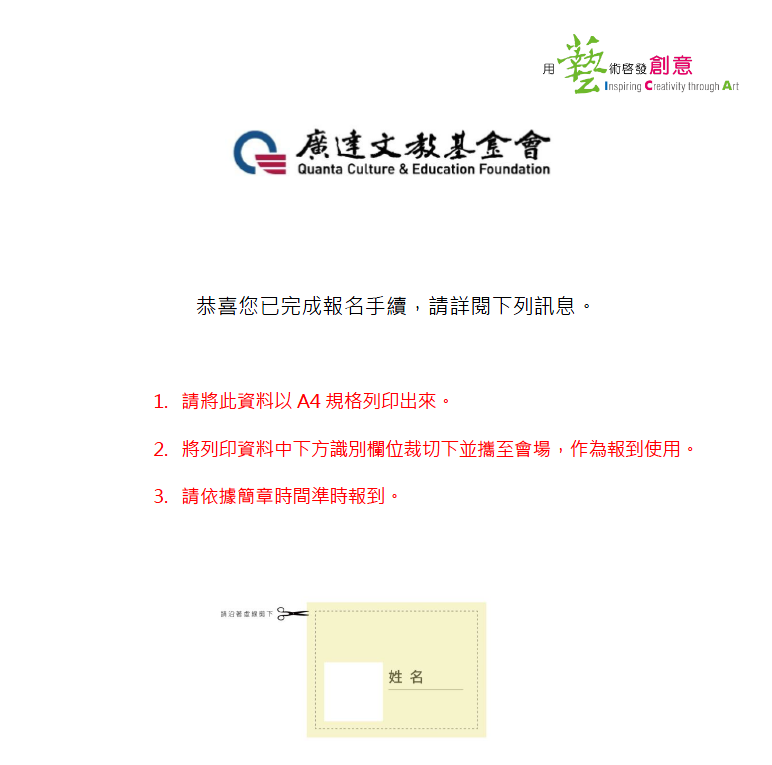 用藝術啓發創意
Inspiring Creativity through Art
廣達文教基金會
Quanta Culture & Education Foundation
恭喜您已完成報名手續，請詳閱下列訊息。
1. 請將此資料以 A4 規格列印出來。
2. 將列印資料中下方識別欄位裁切下並攜至會場，作為報到使用。
3. 請依據簡章時間準時報到。
請沿著虛線剪下
姓 名